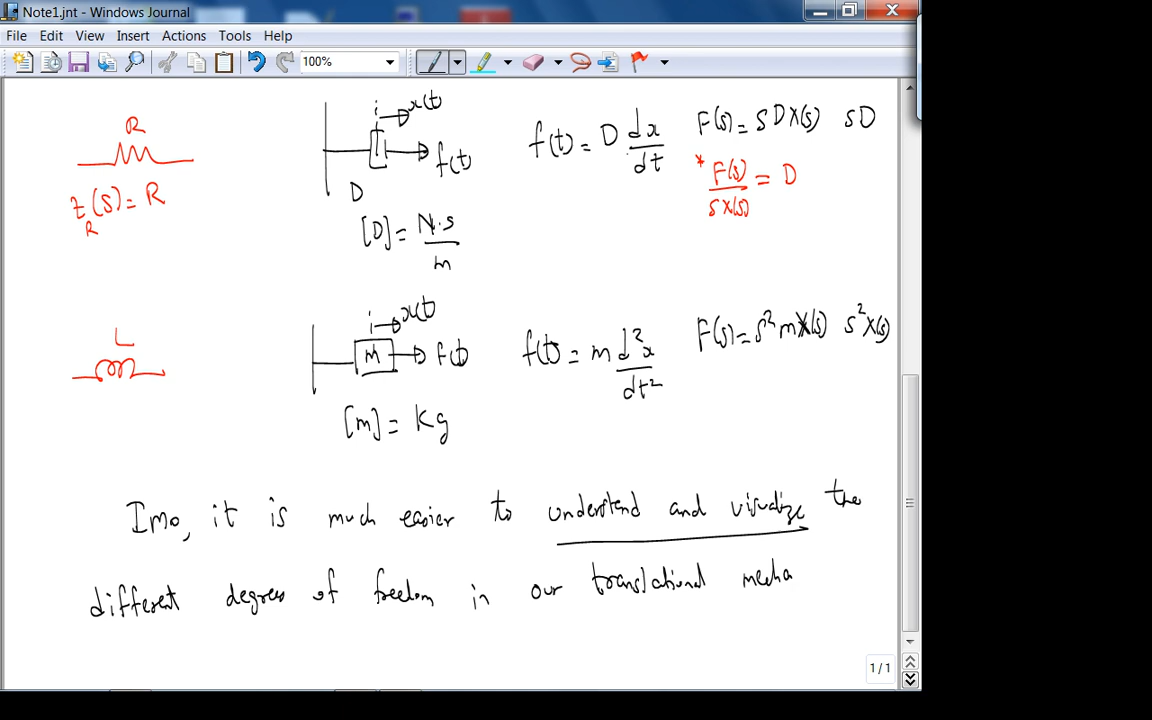 Note1.jnt - Windows Journal
File Edit View Insert Actions Tools Help
100%
R
x(t)
f(t)
D
f(t) = D dx/dt
F(s) = SDX(s) SD
* F(s)/SX(s) = D
Z_R(s) = R
[D] = N.s/m
L
x(t)
M
f(t)
f(t) = m d²x/dt²
F(s) = s²mX(s) s²X(s)
[m] = Kg
Imo, it is much easier to understand and visualize the
different degrees of freedom in our translational mecha
1/1